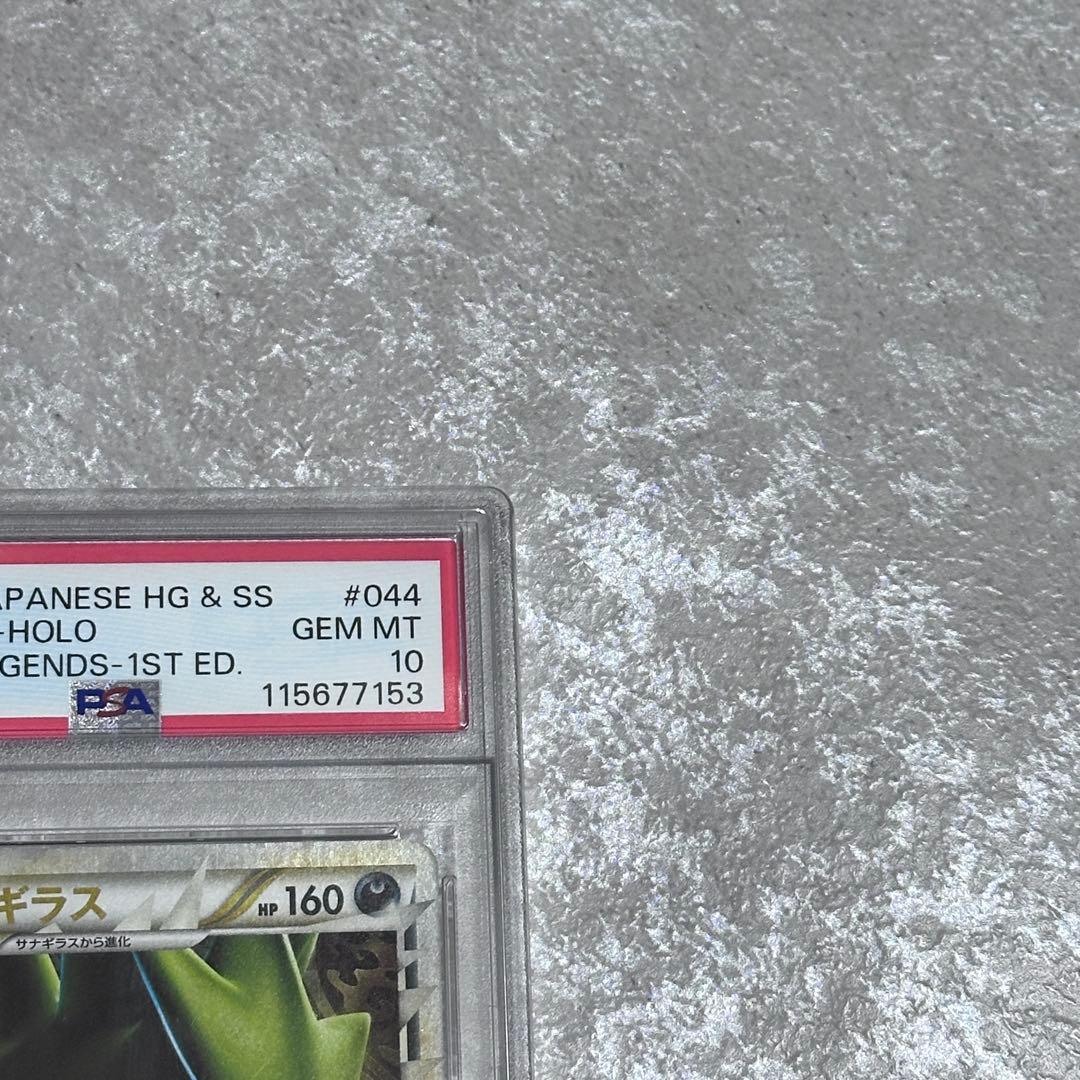 APANESE HG & SS #044
-HOLO GEM MT
GENDS-1ST ED. 10
PSA 115677153
ギラス HP 160
サナギラスから進化